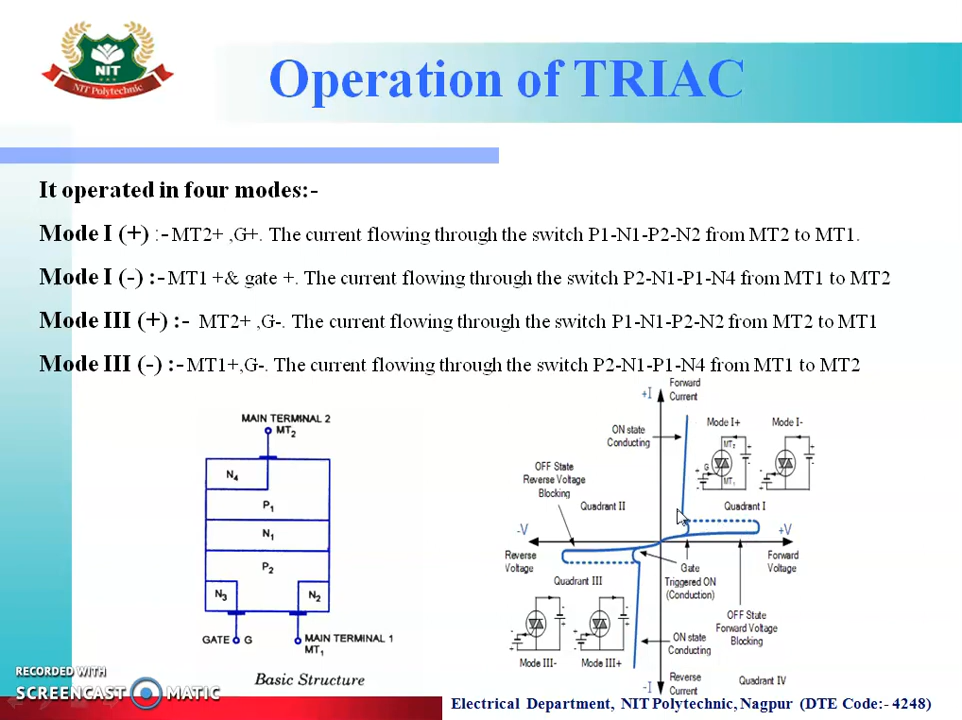 NIT
NIT Polytechnic
Operation of TRIAC
It operated in four modes:-
Mode I (+) :- MT2+ ,G+. The current flowing through the switch P1-N1-P2-N2 from MT2 to MT1.
Mode I (-) :- MT1 +& gate +. The current flowing through the switch P2-N1-P1-N4 from MT1 to MT2
Mode III (+) :- MT2+ ,G-. The current flowing through the switch P1-N1-P2-N2 from MT2 to MT1
Mode III (-) :- MT1+,G-. The current flowing through the switch P2-N1-P1-N4 from MT1 to MT2
MAIN TERMINAL 2
MT2
N4
P1
N1
P2
N3
N2
GATE G
MAIN TERMINAL 1
MT1
Basic Structure
+I
Forward
Current
ON state
Conducting
Mode I+
Mode I-
MT2
G
MT1
OFF State
Reverse Voltage
Blocking
Quadrant II
Quadrant I
-V
+V
Reverse
Voltage
Forward
Voltage
Quadrant III
Gate
Triggered ON
(Conduction)
OFF State
Forward Voltage
Blocking
ON state
Conducting
Mode III-
Mode III+
-I
Reverse
Current
Quadrant IV
RECORDED WITH
SCREENCAST MATIC
Electrical Department, NIT Polytechnic, Nagpur (DTE Code:- 4248)